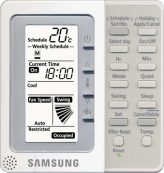 Schedule 20°c
Weekly Schedule
M
Current Time
On 18:00
Cool
Fan Speed Swing
Auto
Restricted
Occupied
Schedule Set/No.
Holiday Apply/Cancel
Select day
On/Off
Hr.
Min.
Mode
Quiet
Swing
Sleep
Set
Cancel/Delete
Filter Reset
Temp.
Reset
SAMSUNG